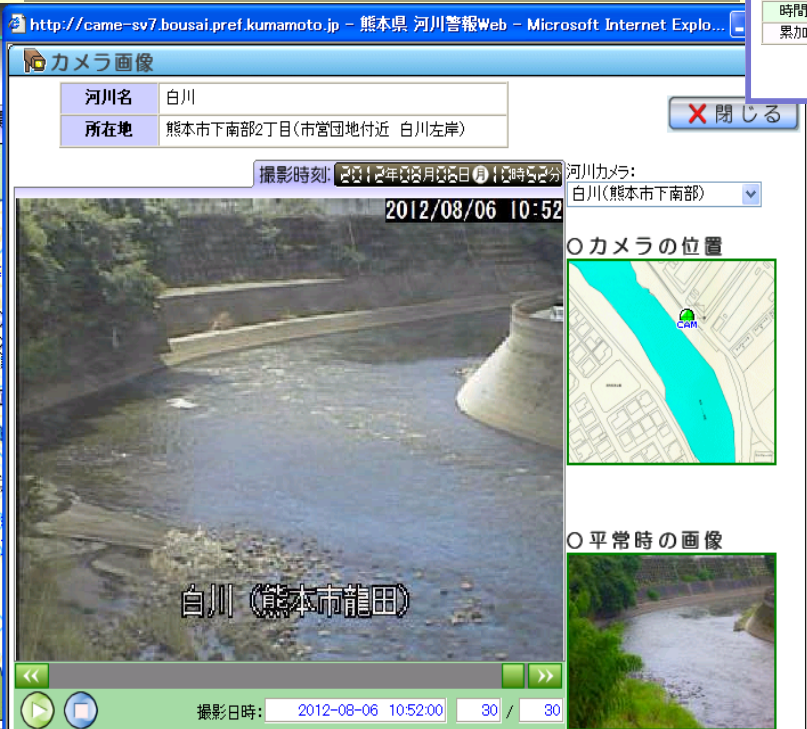 時間
累加
http://came-sv7.bousai.pref.kumamoto.jp - 熊本県 河川警報Web - Microsoft Internet Explo...
カメラ画像
河川名 白川
所在地 熊本市下南部2丁目(市営団地付近 白川左岸)
閉じる
撮影時刻: 2012年08月06日月10時52分
河川カメラ:
白川(熊本市下南部)
2012/08/06 10:52
○カメラの位置
CAM
○平常時の画像
白川 (熊本市龍田)
撮影日時: 2012-08-06 10:52:00 30 / 30